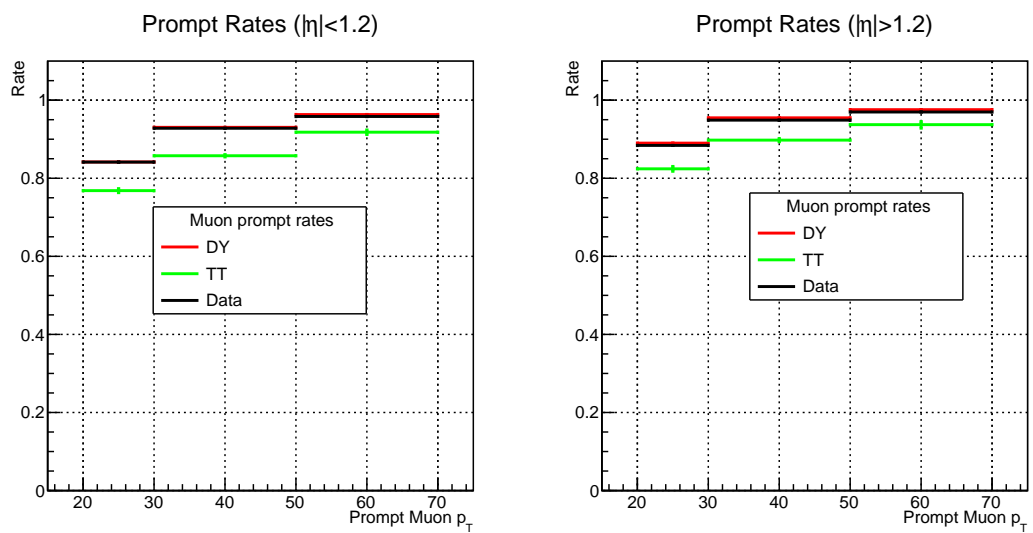 Prompt Rates (|η|<1.2)
Rate
1
0.8
0.6
0.4
0.2
0
Muon prompt rates
DY
TT
Data
20 30 40 50 60 70
Prompt Muon p_T
Prompt Rates (|η|>1.2)
Rate
1
0.8
0.6
0.4
0.2
0
Muon prompt rates
DY
TT
Data
20 30 40 50 60 70
Prompt Muon p_T